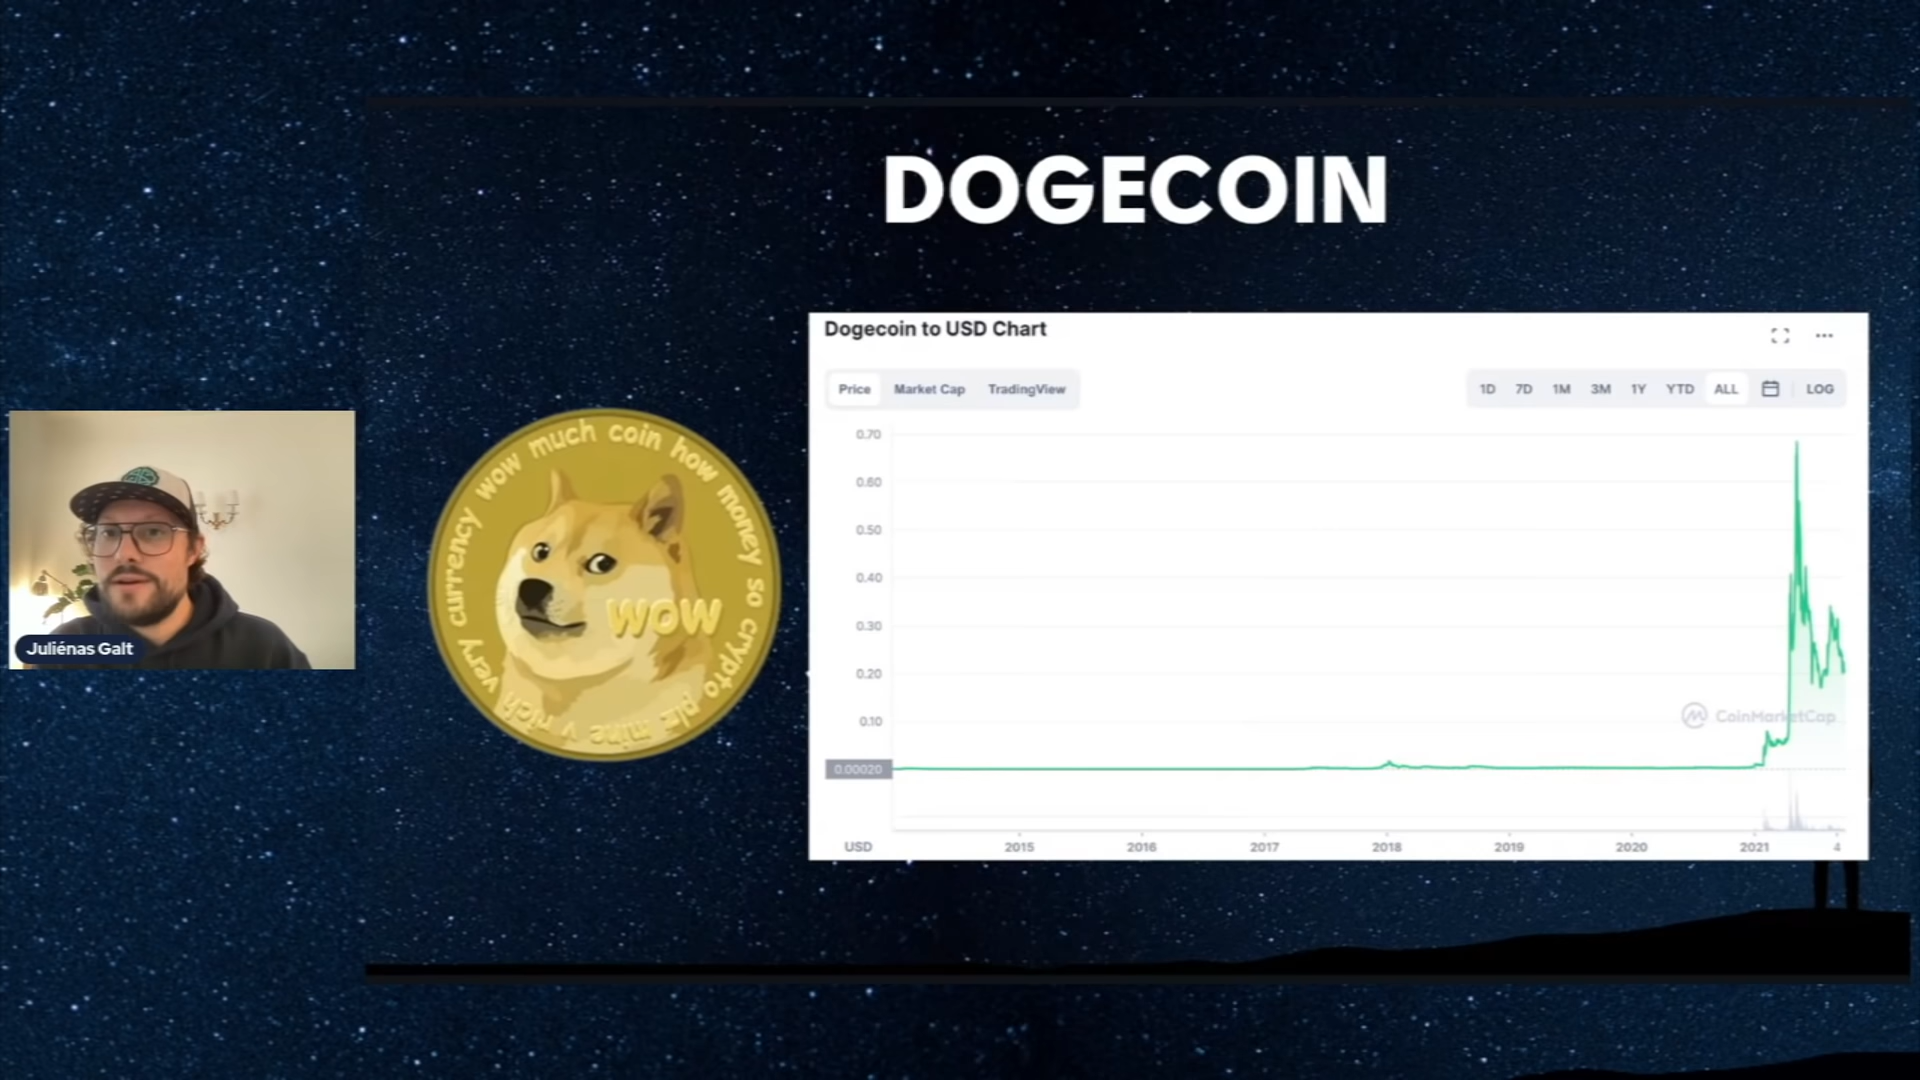 DOGECOIN
Dogecoin to USD Chart
Price Market Cap TradingView
1D 7D 1M 3M 1Y YTD ALL LOG
0.70
0.60
0.50
0.40
0.30
0.20
0.10
0.00020
CoinMarketCap
USD 2015 2016 2017 2018 2019 2020 2021 4
very currency wow much coin how money so crypto plz mine v rich
wow
Juliénas Galt